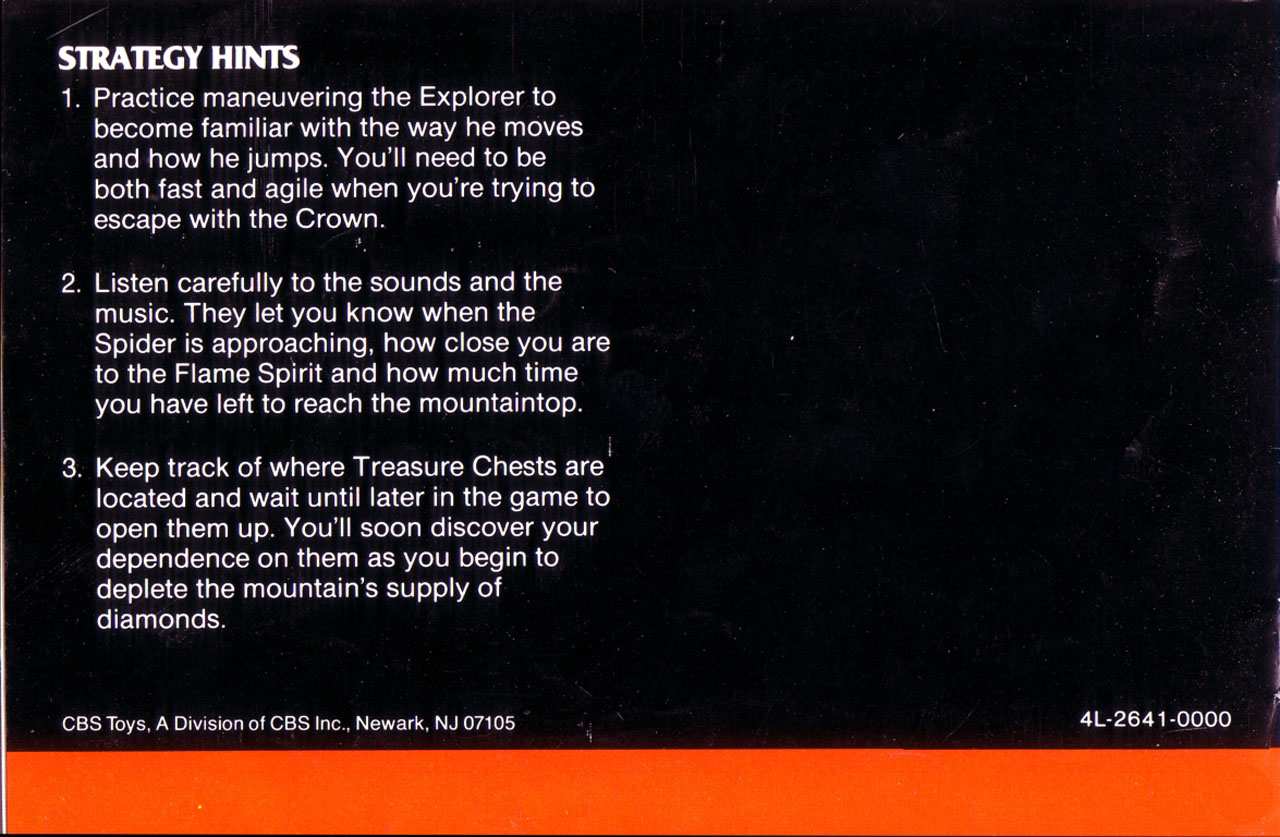 STRATEGY HINTS
1. Practice maneuvering the Explorer to
become familiar with the way he moves
and how he jumps. You'll need to be
both fast and agile when you're trying to
escape with the Crown.
2. Listen carefully to the sounds and the
music. They let you know when the
Spider is approaching, how close you are
to the Flame Spirit and how much time
you have left to reach the mountaintop.
3. Keep track of where Treasure Chests are
located and wait until later in the game to
open them up. You'll soon discover your
dependence on them as you begin to
deplete the mountain's supply of
diamonds.
CBS Toys, A Division of CBS Inc., Newark, NJ 07105
4L-2641-0000